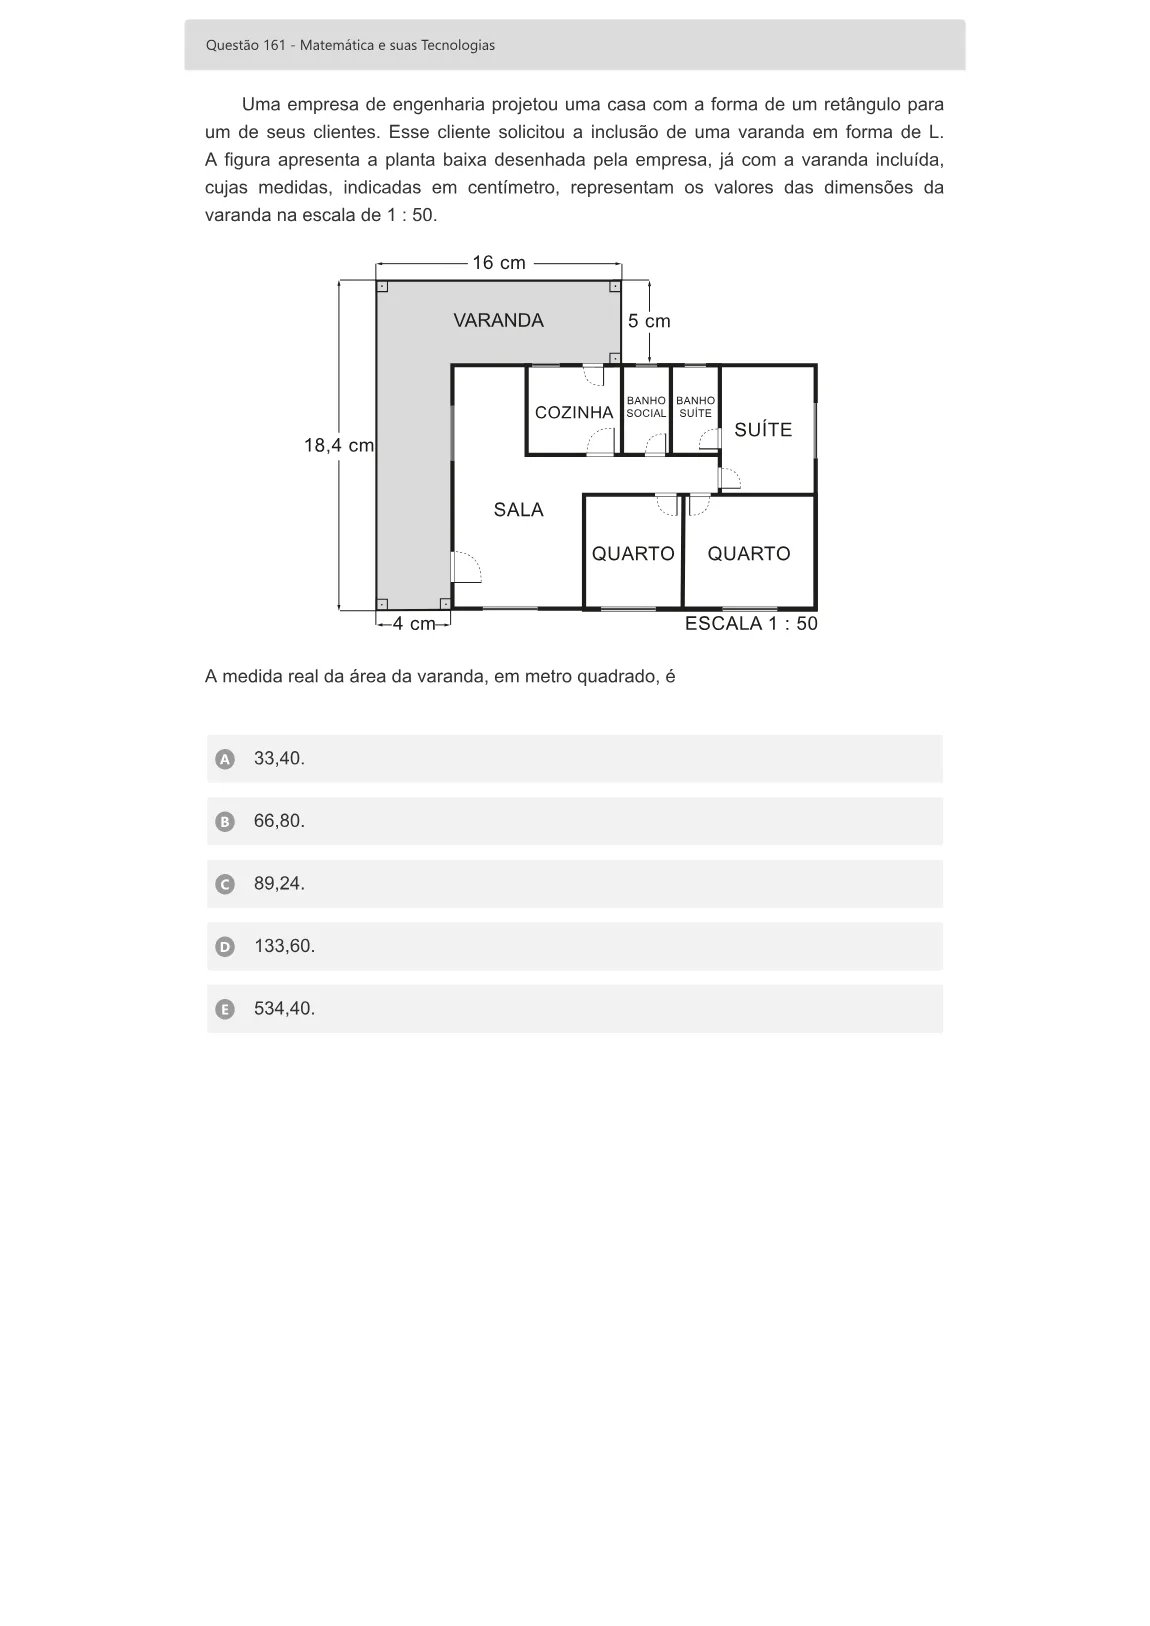 Questão 161 - Matemática e suas Tecnologias
Uma empresa de engenharia projetou uma casa com a forma de um retângulo para
um de seus clientes. Esse cliente solicitou a inclusão de uma varanda em forma de L.
A figura apresenta a planta baixa desenhada pela empresa, já com a varanda incluída,
cujas medidas, indicadas em centímetro, representam os valores das dimensões da
varanda na escala de 1 : 50.
16 cm
VARANDA
5 cm
COZINHA
BANHO
SOCIAL
BANHO
SUÍTE
SUÍTE
18,4 cm
SALA
QUARTO
QUARTO
4 cm
ESCALA 1 : 50
A medida real da área da varanda, em metro quadrado, é
A 33,40.
B 66,80.
C 89,24.
D 133,60.
E 534,40.